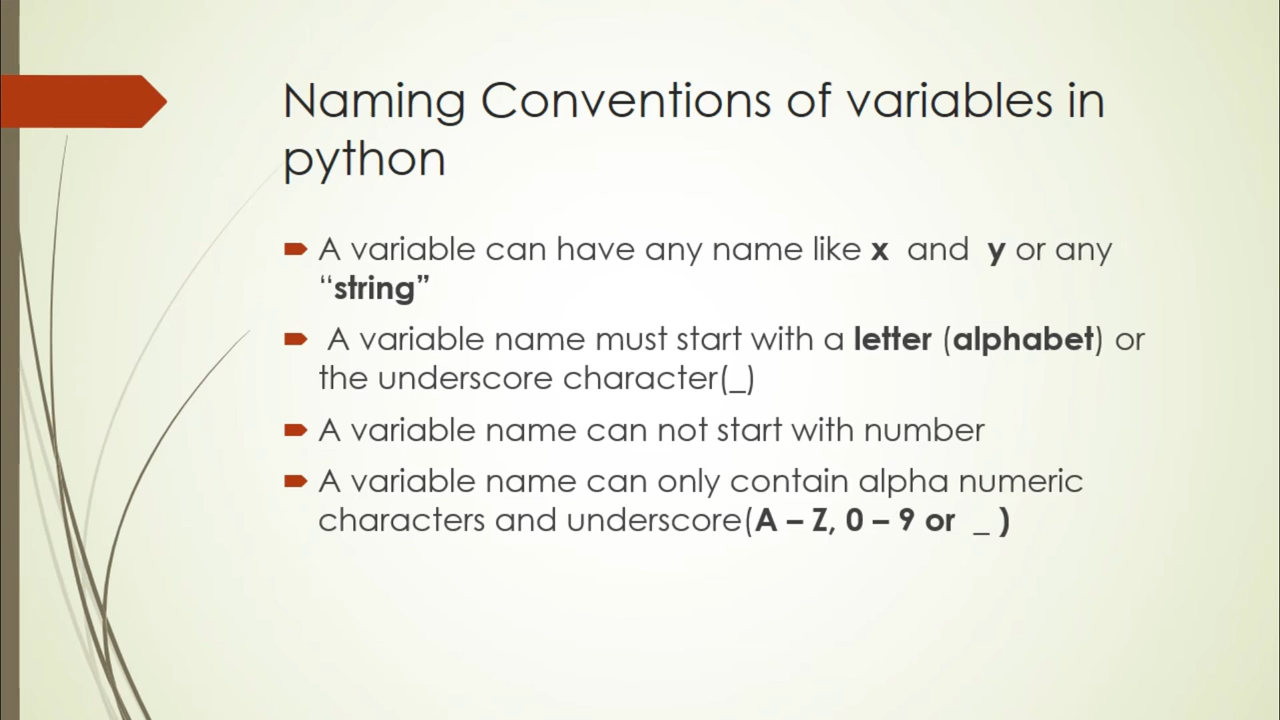 Naming Conventions of variables in
python
A variable can have any name like x and y or any
“string”
A variable name must start with a letter (alphabet) or
the underscore character(_)
A variable name can not start with number
A variable name can only contain alpha numeric
characters and underscore(A – Z, 0 – 9 or _ )